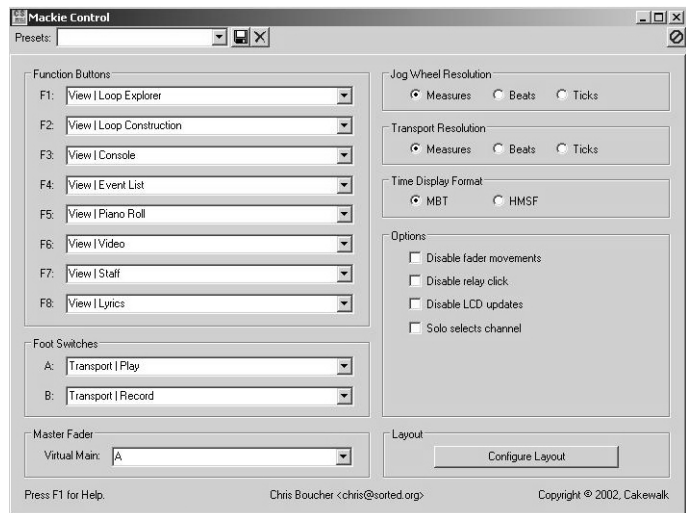 Mackie Control
Presets:
Function Buttons
F1: View | Loop Explorer
F2: View | Loop Construction
F3: View | Console
F4: View | Event List
F5: View | Piano Roll
F6: View | Video
F7: View | Staff
F8: View | Lyrics
Foot Switches
A: Transport | Play
B: Transport | Record
Master Fader
Virtual Main: A
Jog Wheel Resolution
Measures Beats Ticks
Transport Resolution
Measures Beats Ticks
Time Display Format
MBT HMSF
Options
Disable fader movements
Disable relay click
Disable LCD updates
Solo selects channel
Layout
Configure Layout
Press F1 for Help. Chris Boucher <chris@sorted.org> Copyright © 2002, Cakewalk